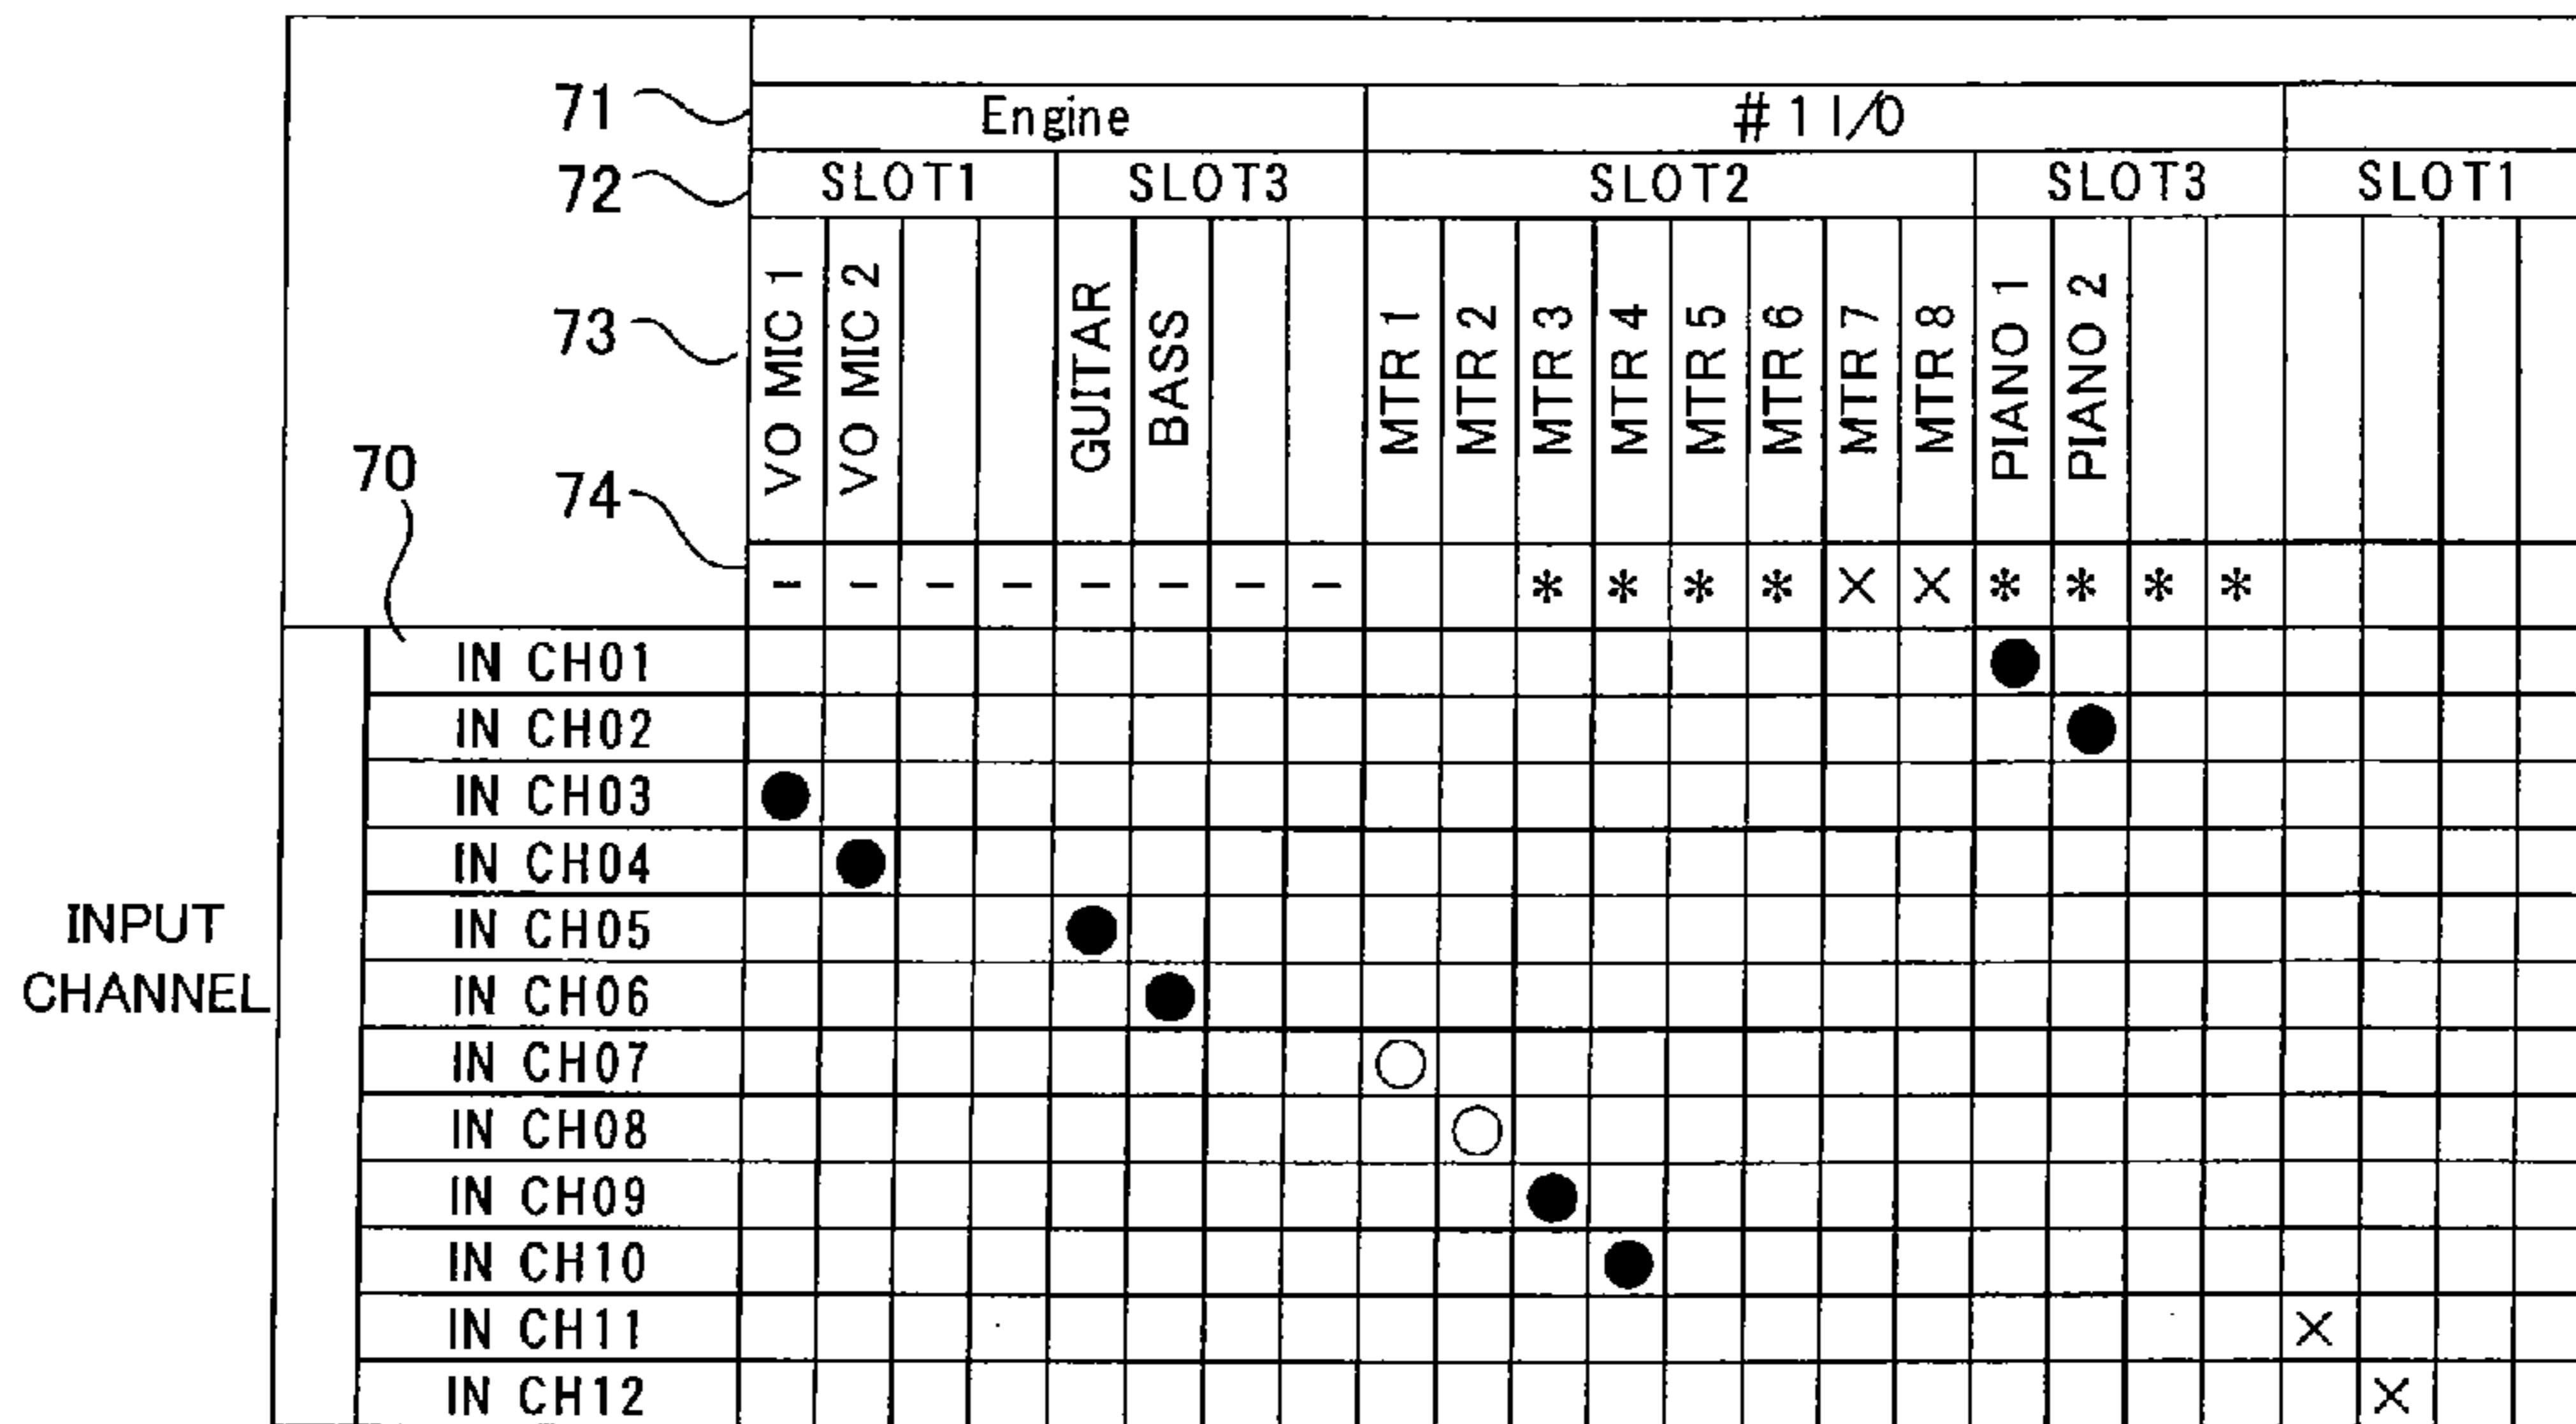 71 Engine #1 I/O
72 SLOT1 SLOT3 SLOT2 SLOT3 SLOT1
73 VO MIC 1 VO MIC 2 GUITAR BASS MTR 1 MTR 2 MTR 3 MTR 4 MTR 5 MTR 6 MTR 7 MTR 8 PIANO 1 PIANO 2
70
74 - - - - - - - - * * * * × × * * * *
IN CH01
IN CH02
IN CH03
IN CH04
INPUT CHANNEL
IN CH05
IN CH06
IN CH07
IN CH08
IN CH09
IN CH10
IN CH11 ×
IN CH12 ×